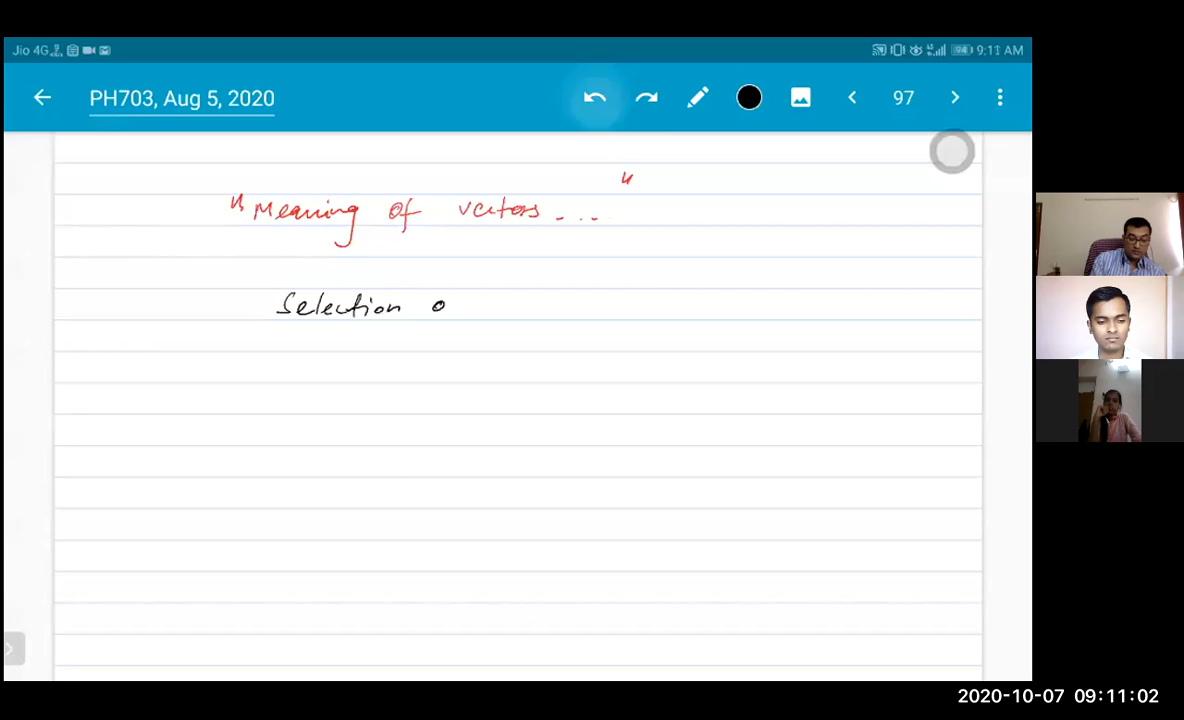 Jio 4G 94 9:11 AM
PH703, Aug 5, 2020 97
"Meaning of vectors ..."
Selection o
2020-10-07 09:11:02